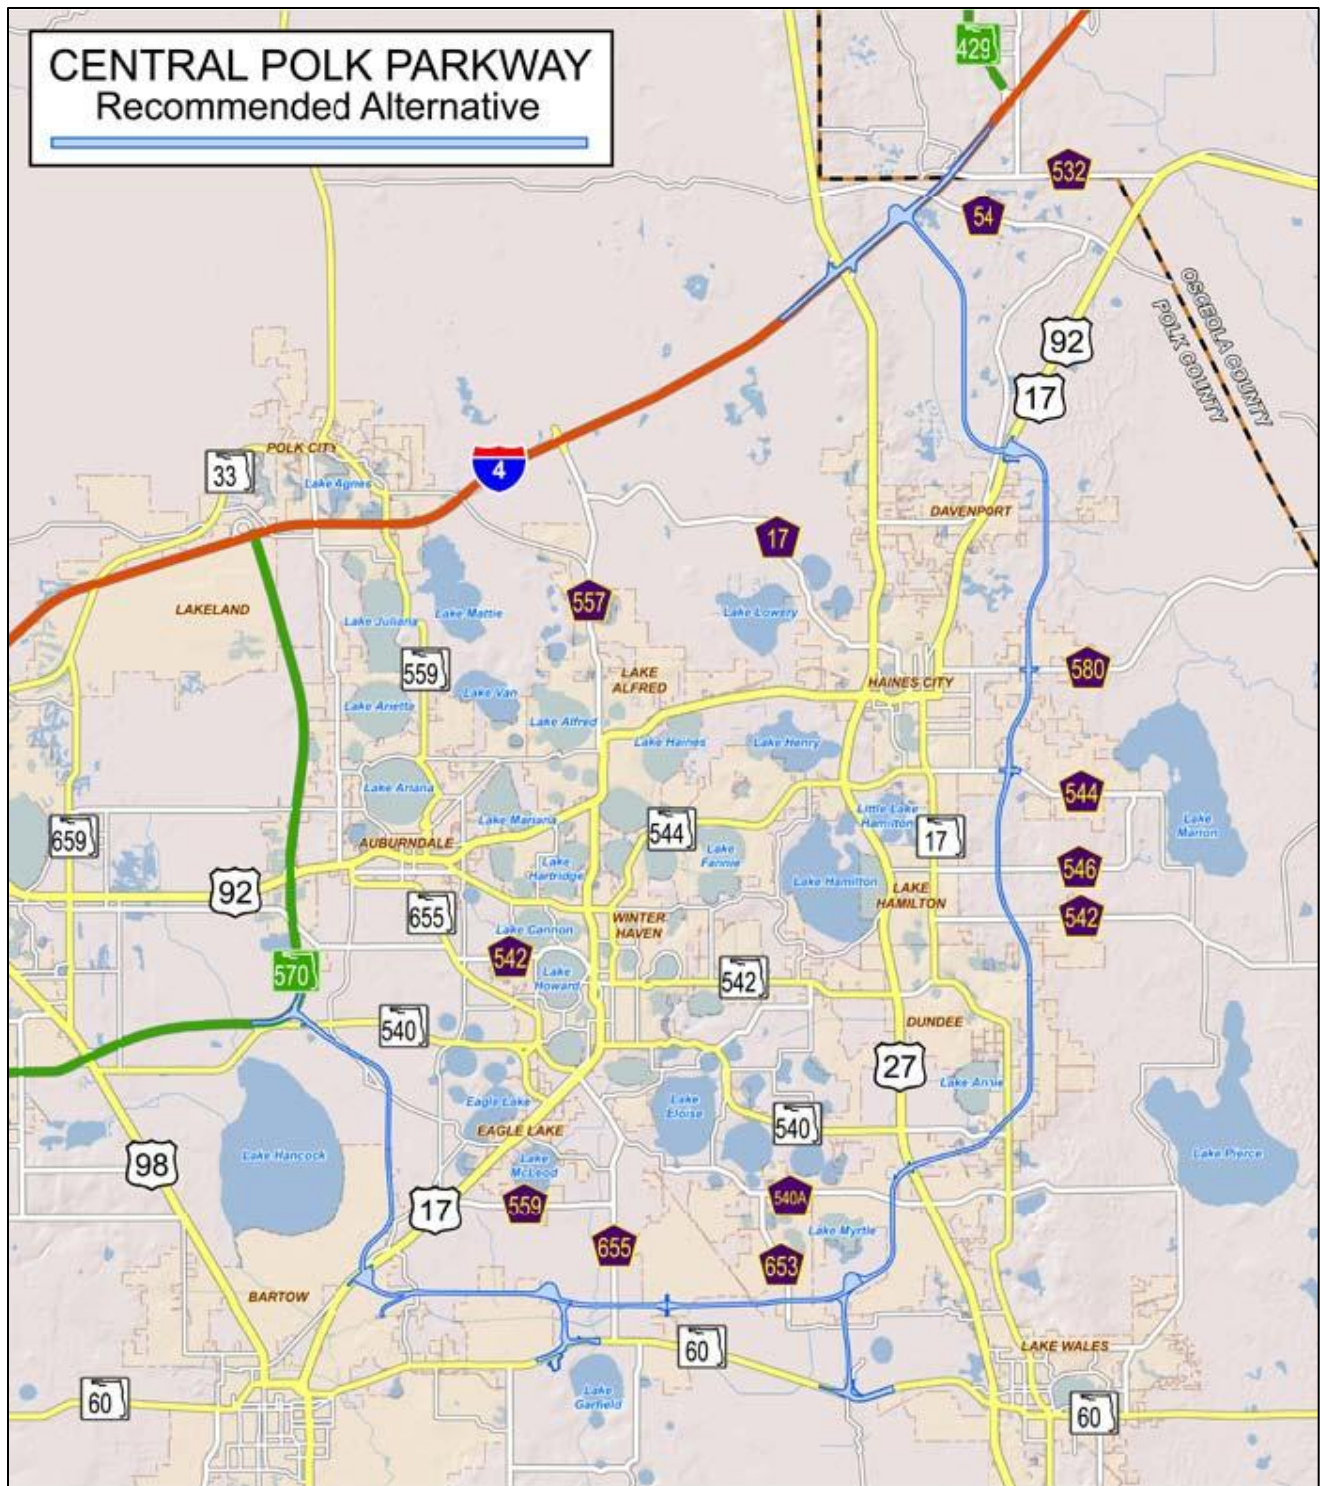 CENTRAL POLK PARKWAY
Recommended Alternative
429
532
54
OSCEOLA COUNTY
POLK COUNTY
92
17
POLK CITY
33
Lake Agnes
4
DAVENPORT
17
LAKELAND
557
Lake Mattie
Lake Lowery
Lake Juliana
559
580
LAKE
ALFRED
HAINES CITY
Lake Van
Lake Ariette
Lake Alfred
Lake Haines
Lake Henry
Lake Ariana
544
Lake Mariana
Little Lake
Hamilton
Lake
Marion
659
544
17
AUBURNDALE
Lake
Fannie
Lake
Hartridge
546
92
Lake Hamilton
LAKE
HAMILTON
655
542
WINTER
HAVEN
Lake Cannon
542
570
Lake
Howard
542
540
DUNDEE
27
Lake Annie
Eagle Lake
Lake
Eloise
540
EAGLE LAKE
Lake Hancock
Lake Pierce
98
Lake
McLeod
17
559
540A
Lake Myrtle
655
653
BARTOW
60
LAKE WALES
60
Lake
Garfield
60